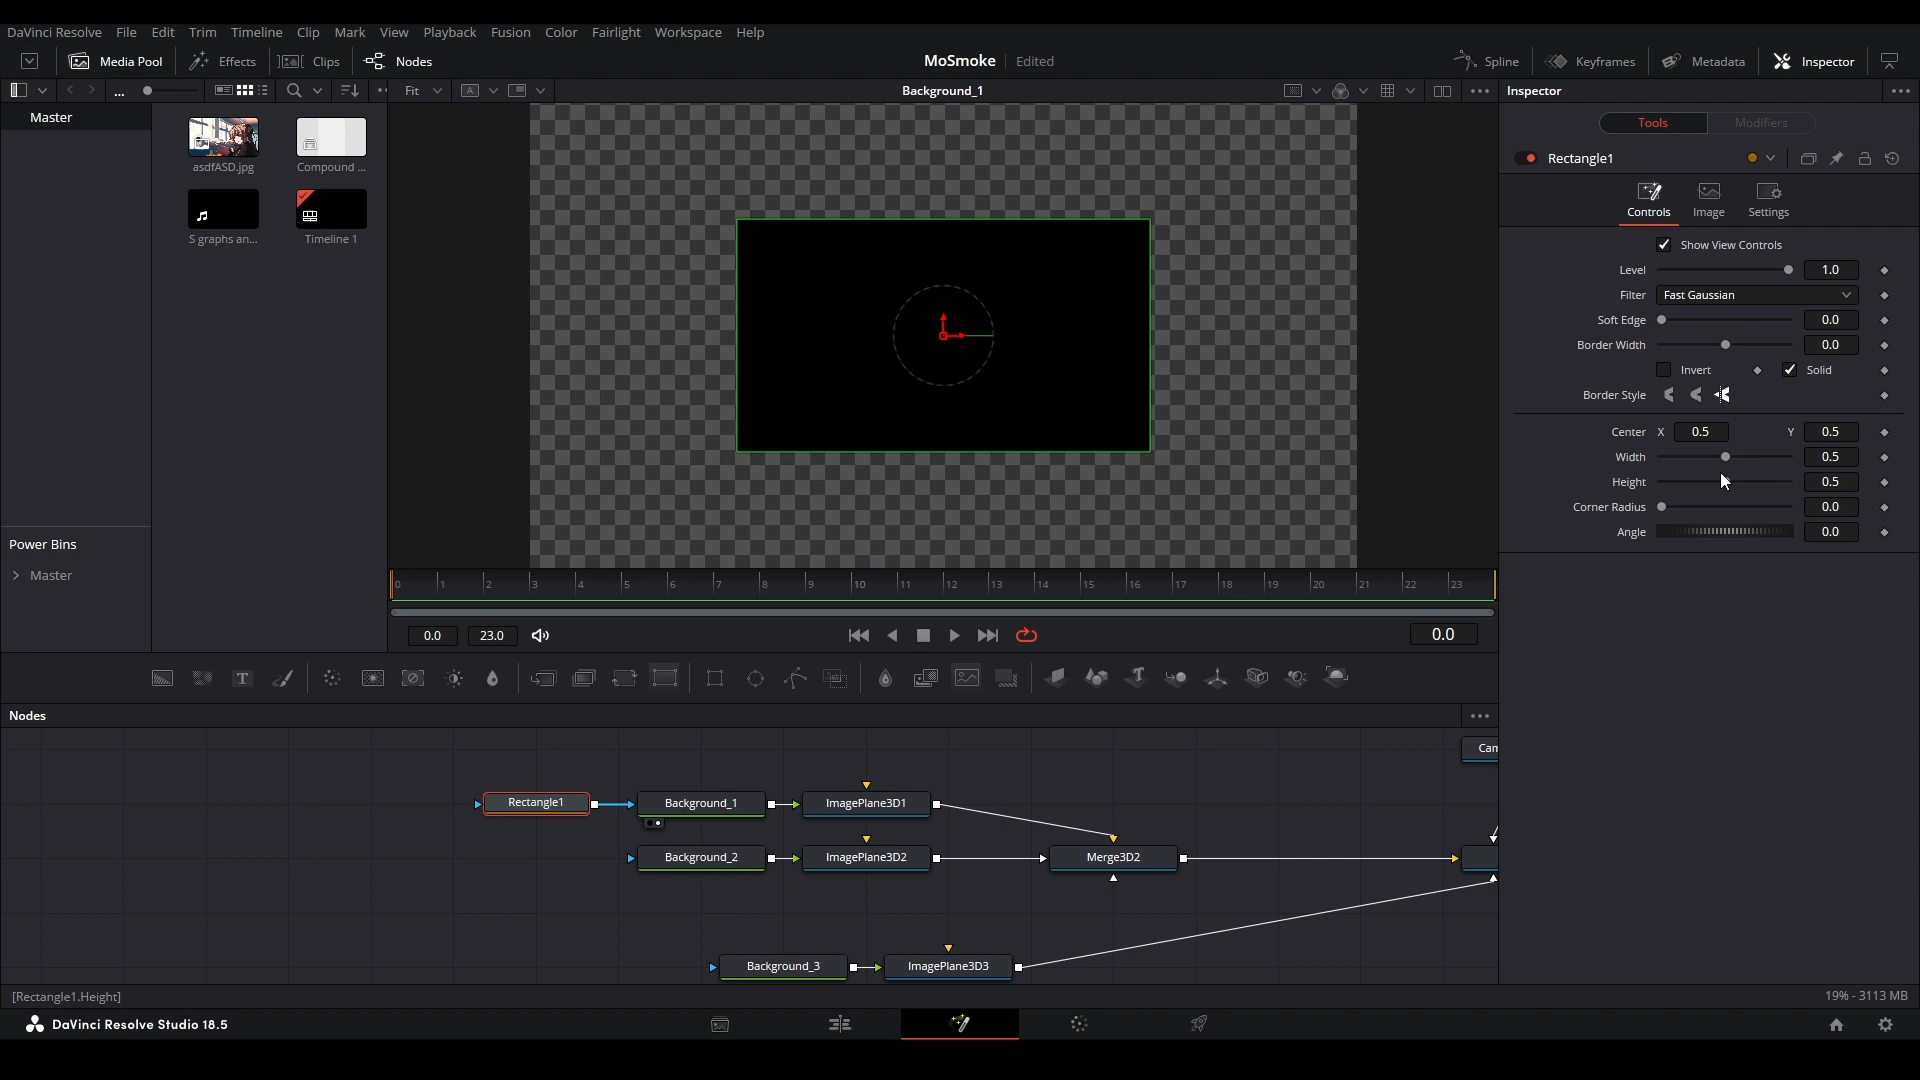 DaVinci Resolve File Edit Trim Timeline Clip Mark View Playback Fusion Color Fairlight Workspace Help
Media Pool Effects Clips Nodes MoSmoke Edited Spline Keyframes Metadata Inspector
... Fit A Background_1 ... Inspector ...
Master
asdfASD.jpg Compound ...
S graphs an... Timeline 1
Power Bins
Master
Tools Modifiers
Rectangle1
Controls Image Settings
Show View Controls
Level 1.0
Filter Fast Gaussian
Soft Edge 0.0
Border Width 0.0
Invert Solid
Border Style
Center X 0.5 Y 0.5
Width 0.5
Height 0.5
Corner Radius 0.0
Angle 0.0
0 1 2 3 4 5 6 7 8 9 10 11 12 13 14 15 16 17 18 19 20 21 22 23
0.0 23.0 0.0
T T
Nodes ...
Cam
Rectangle1 Background_1 ImagePlane3D1
Background_2 ImagePlane3D2 Merge3D2
Background_3 ImagePlane3D3
[Rectangle1.Height] 19% - 3113 MB
DaVinci Resolve Studio 18.5